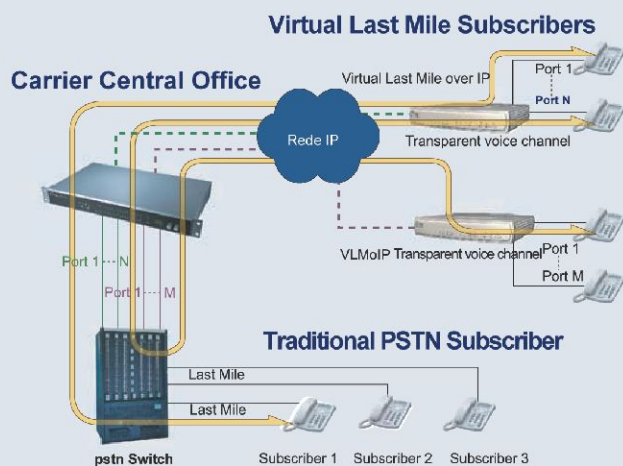 Virtual Last Mile Subscribers
Carrier Central Office
Virtual Last Mile over IP
Port 1
Port N
Rede IP
Transparent voice channel
VLMoIP Transparent voice channel
Port 1
Port M
Port 1 N
Port 1 M
Traditional PSTN Subscriber
Last Mile
Last Mile
pstn Switch
Subscriber 1
Subscriber 2
Subscriber 3